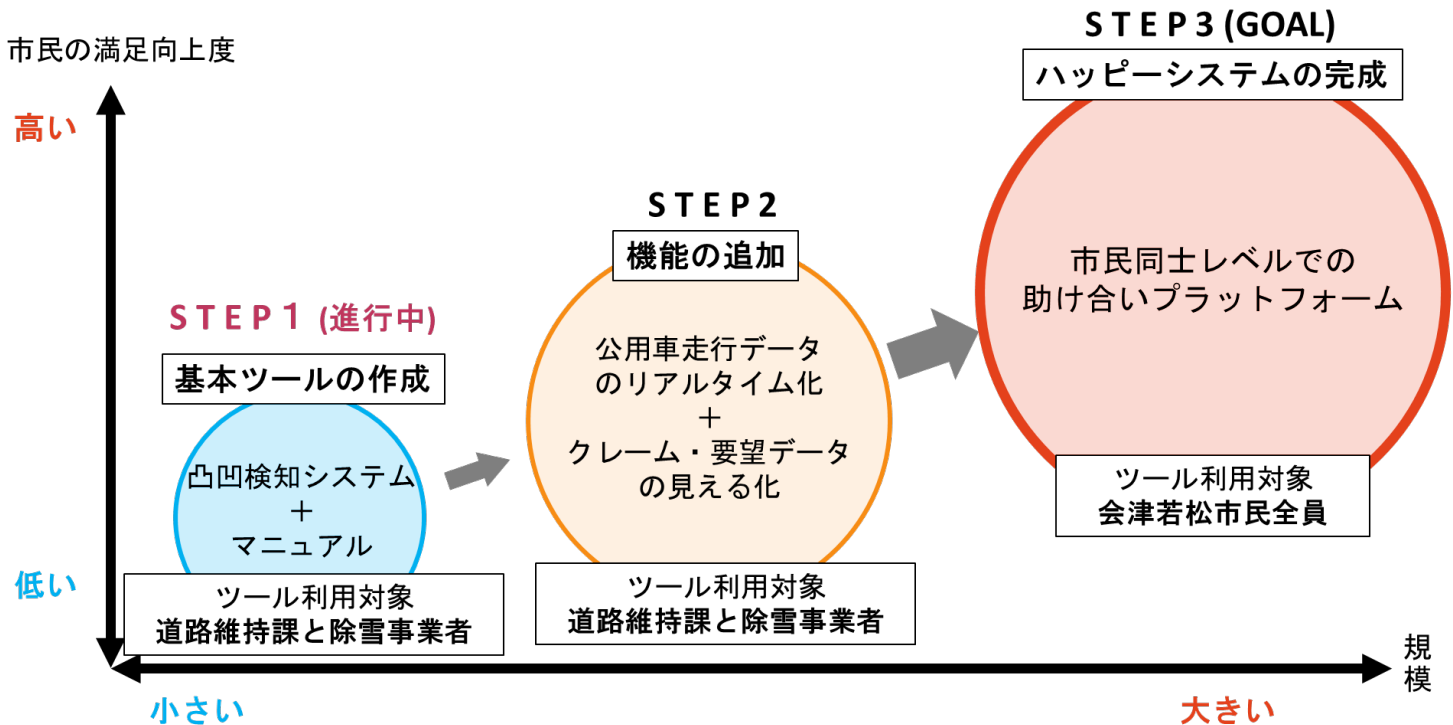 市民の満足向上度
高い
低い
小さい
大きい
規
模
STEP1 (進行中)
基本ツールの作成
凸凹検知システム
+
マニュアル
ツール利用対象
道路維持課と除雪事業者
STEP2
機能の追加
公用車走行データ
のリアルタイム化
+
クレーム・要望データ
の見える化
ツール利用対象
道路維持課と除雪事業者
STEP3 (GOAL)
ハッピーシステムの完成
市民同士レベルでの
助け合いプラットフォーム
ツール利用対象
会津若松市民全員